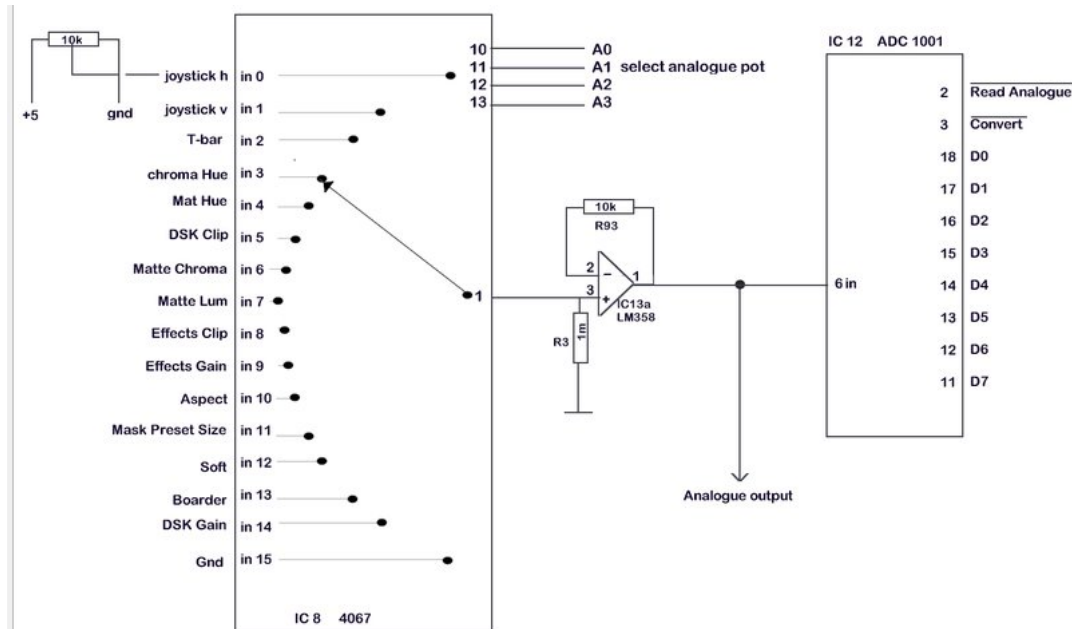 10k
+5
gnd
joystick h
in 0
joystick v
in 1
T-bar
in 2
chroma Hue
in 3
Mat Hue
in 4
DSK Clip
in 5
Matte Chroma
in 6
Matte Lum
in 7
Effects Clip
in 8
Effects Gain
in 9
Aspect
in 10
Mask Preset Size
in 11
Soft
in 12
Boarder
in 13
DSK Gain
in 14
Gnd
in 15
IC 8 4067
10 A0
11 A1 select analogue pot
12 A2
13 A3
1
10k
R93
2
-
1
3
+
IC13a
LM358
R3
1m
Analogue output
IC 12 ADC 1001
6 in
2 Read Analogue
3 Convert
18 D0
17 D1
16 D2
15 D3
14 D4
13 D5
12 D6
11 D7